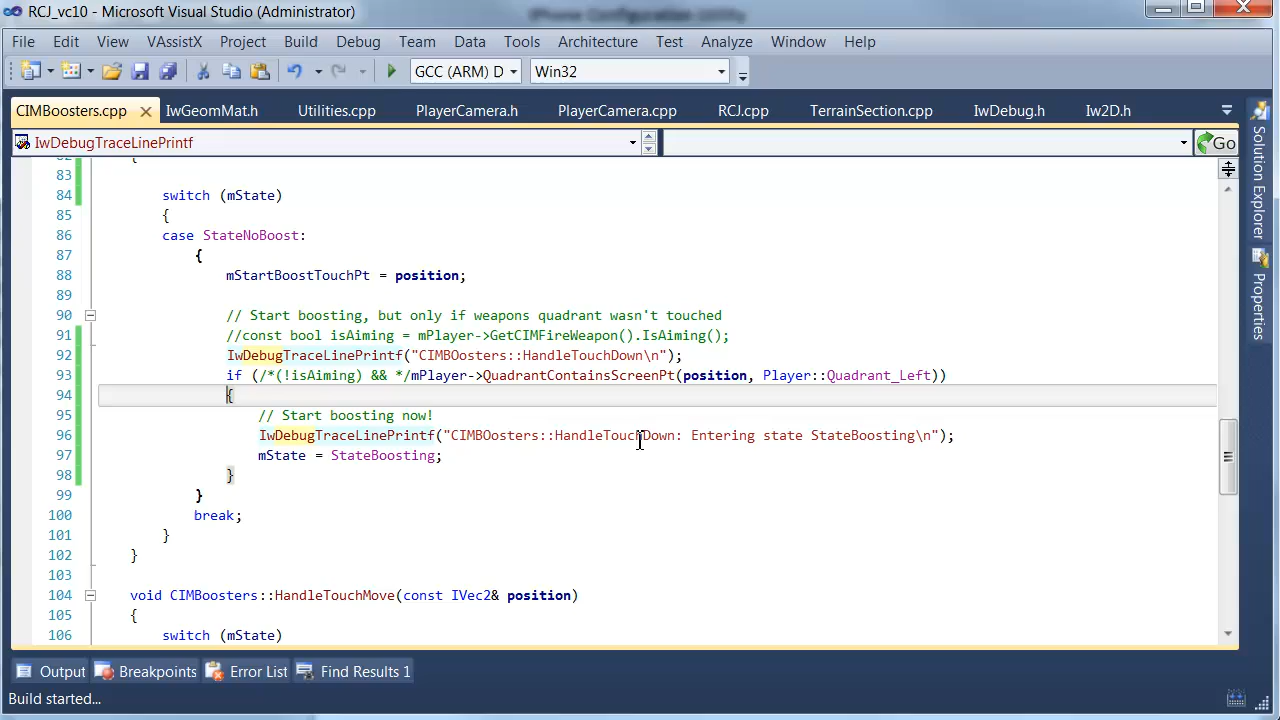 RCJ_vc10 - Microsoft Visual Studio (Administrator)
File Edit View VAssistX Project Build Debug Team Data Tools Architecture Test Analyze Window Help
GCC (ARM) D Win32
CIMBoosters.cpp IwGeomMat.h Utilities.cpp PlayerCamera.h PlayerCamera.cpp RCJ.cpp TerrainSection.cpp IwDebug.h Iw2D.h
IwDebugTraceLinePrintf Go
82 {
83
84 switch (mState)
85 {
86 case StateNoBoost:
87 {
88 mStartBoostTouchPt = position;
89
90 // Start boosting, but only if weapons quadrant wasn't touched
91 //const bool isAiming = mPlayer->GetCIMFireWeapon().IsAiming();
92 IwDebugTraceLinePrintf("CIMBOosters::HandleTouchDown\n");
93 if (/*(!isAiming) && */mPlayer->QuadrantContainsScreenPt(position, Player::Quadrant_Left))
94 {
95 // Start boosting now!
96 IwDebugTraceLinePrintf("CIMBOosters::HandleTouchDown: Entering state StateBoosting\n");
97 mState = StateBoosting;
98 }
99 }
100 break;
101 }
102 }
103
104 void CIMBoosters::HandleTouchMove(const IVec2& position)
105 {
106 switch (mState)
Solution Explorer
Properties
Output Breakpoints Error List Find Results 1
Build started...